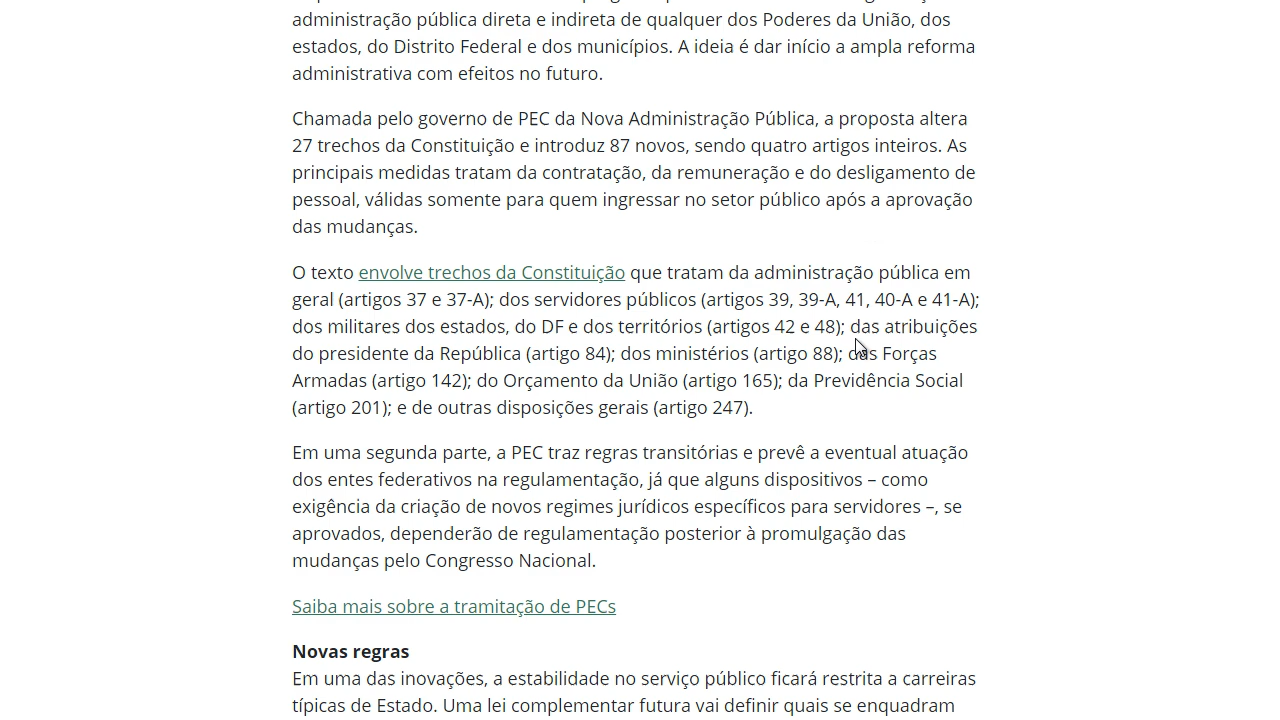 administração pública direta e indireta de qualquer dos Poderes da União, dos
estados, do Distrito Federal e dos municípios. A ideia é dar início a ampla reforma
administrativa com efeitos no futuro.
Chamada pelo governo de PEC da Nova Administração Pública, a proposta altera
27 trechos da Constituição e introduz 87 novos, sendo quatro artigos inteiros. As
principais medidas tratam da contratação, da remuneração e do desligamento de
pessoal, válidas somente para quem ingressar no setor público após a aprovação
das mudanças.
O texto envolve trechos da Constituição que tratam da administração pública em
geral (artigos 37 e 37-A); dos servidores públicos (artigos 39, 39-A, 41, 40-A e 41-A);
dos militares dos estados, do DF e dos territórios (artigos 42 e 48); das atribuições
do presidente da República (artigo 84); dos ministérios (artigo 88); das Forças
Armadas (artigo 142); do Orçamento da União (artigo 165); da Previdência Social
(artigo 201); e de outras disposições gerais (artigo 247).
Em uma segunda parte, a PEC traz regras transitórias e prevê a eventual atuação
dos entes federativos na regulamentação, já que alguns dispositivos – como
exigência da criação de novos regimes jurídicos específicos para servidores –, se
aprovados, dependerão de regulamentação posterior à promulgação das
mudanças pelo Congresso Nacional.
Saiba mais sobre a tramitação de PECs
Novas regras
Em uma das inovações, a estabilidade no serviço público ficará restrita a carreiras
típicas de Estado. Uma lei complementar futura vai definir quais se enquadram